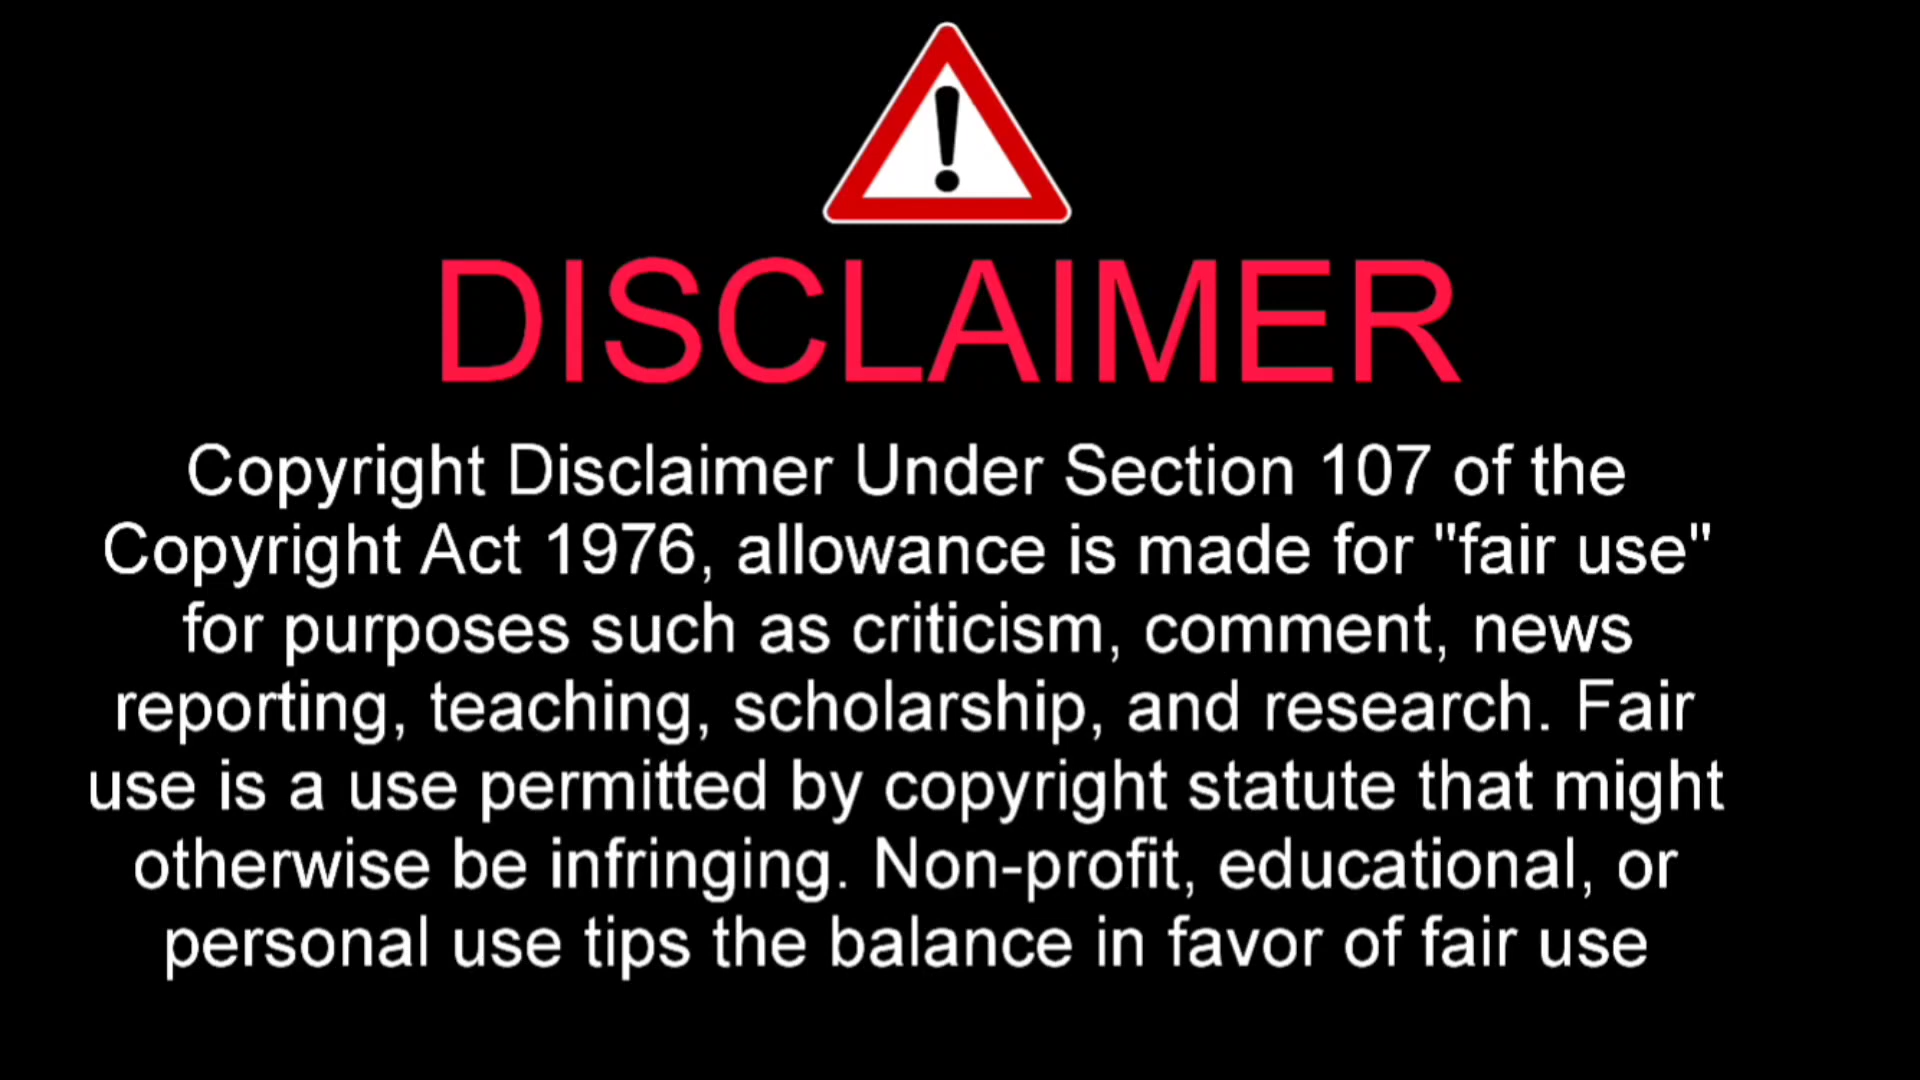 DISCLAIMER
Copyright Disclaimer Under Section 107 of the
Copyright Act 1976, allowance is made for "fair use"
for purposes such as criticism, comment, news
reporting, teaching, scholarship, and research. Fair
use is a use permitted by copyright statute that might
otherwise be infringing. Non-profit, educational, or
personal use tips the balance in favor of fair use